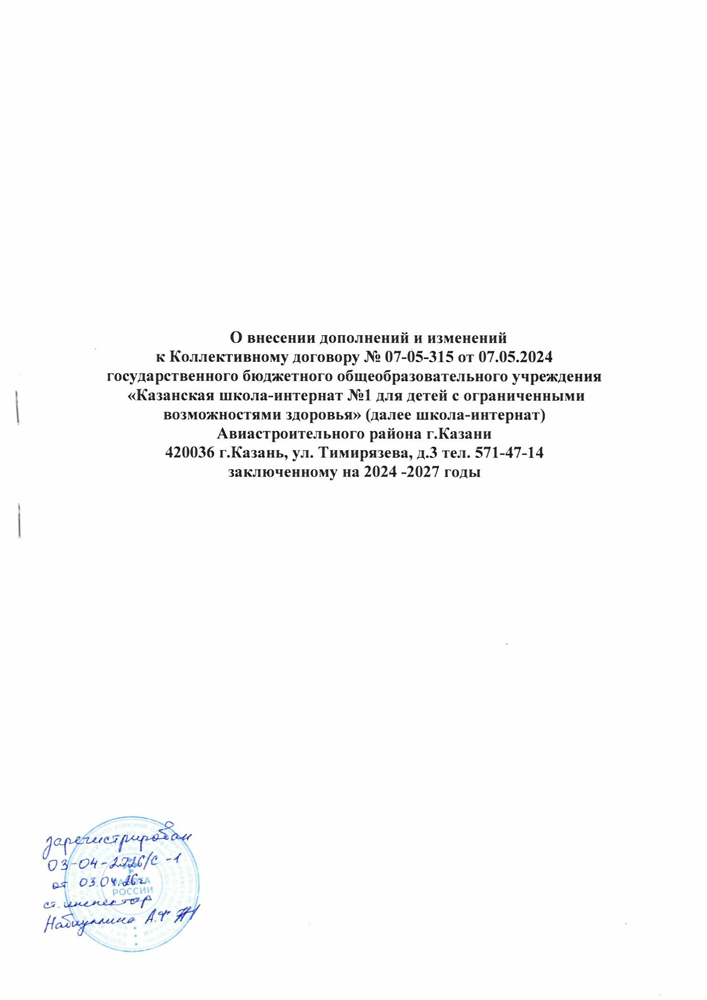 О внесении дополнений и изменений
к Коллективному договору № 07-05-315 от 07.05.2024
государственного бюджетного общеобразовательного учреждения
«Казанская школа-интернат №1 для детей с ограниченными
возможностями здоровья» (далее школа-интернат)
Авиастроительного района г.Казани
420036 г.Казань, ул. Тимирязева, д.3 тел. 571-47-14
заключенному на 2024 -2027 годы
зарегистрирован
03-04-2026/С -1
от 03.04.26г
РАБОТА
РОССИИ
ст. инспектор
Набиуллина А.Ф